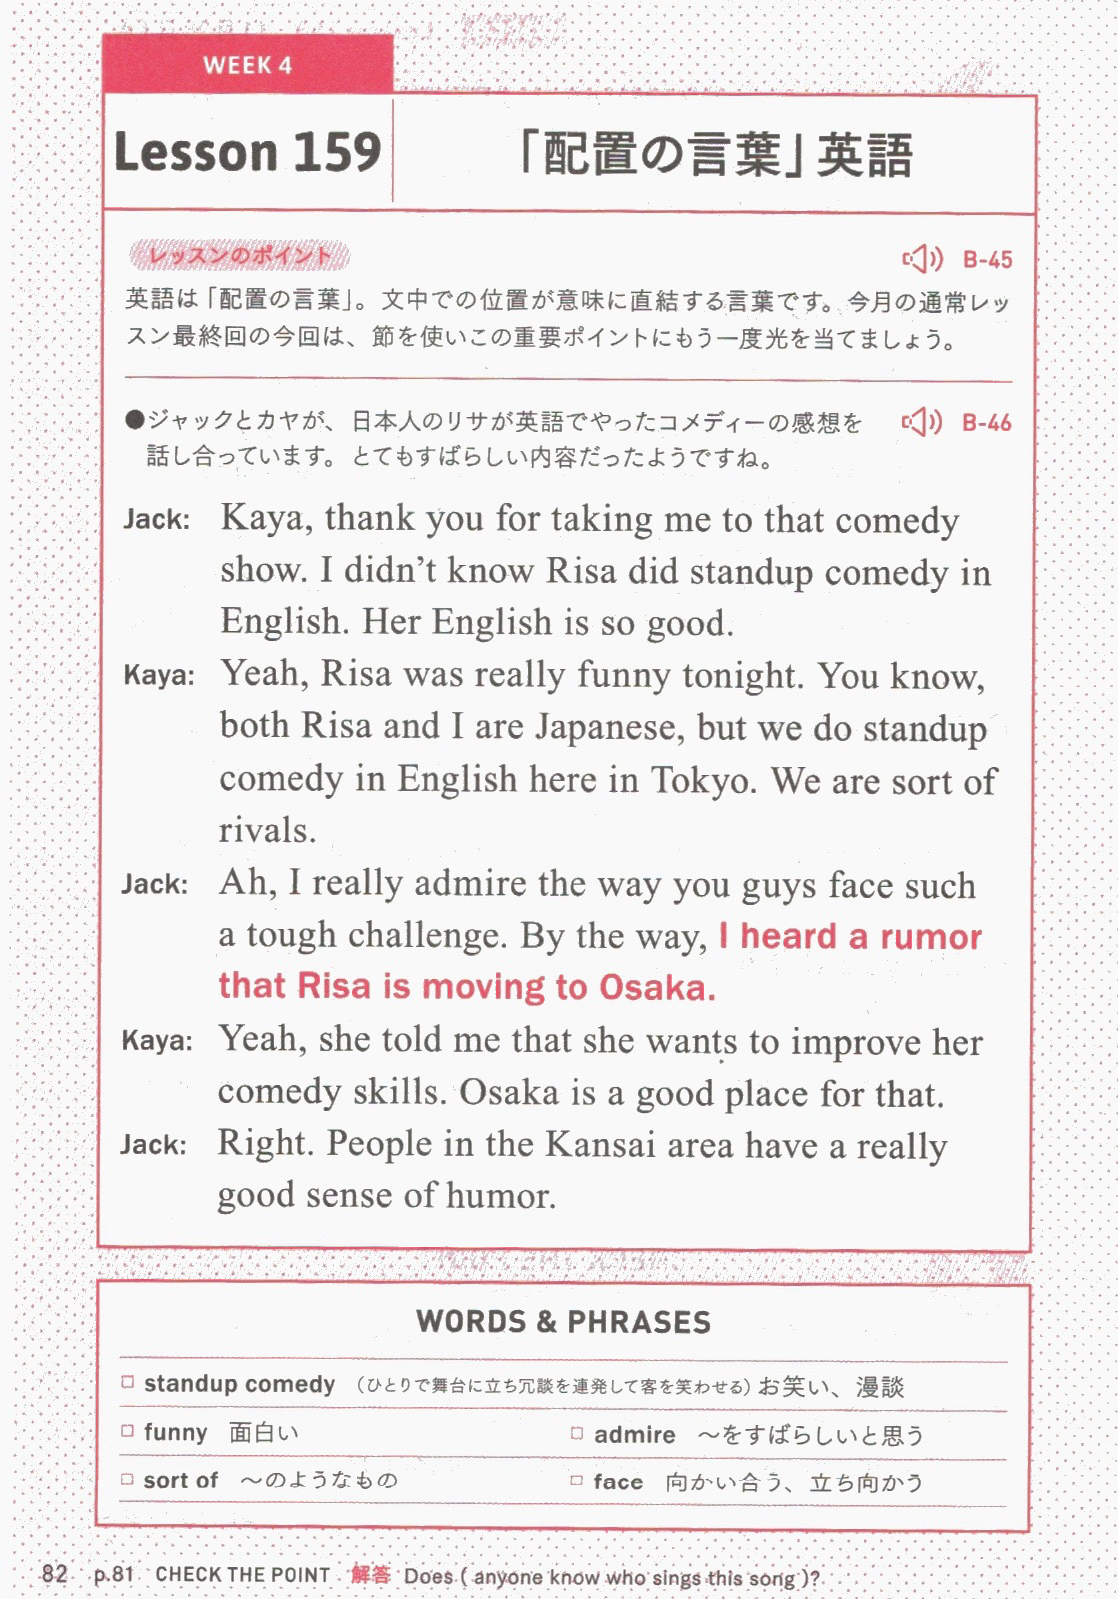 WEEK 4
Lesson 159
「配置の言葉」英語
レッスンのポイント
B-45
英語は「配置の言葉」。文中での位置が意味に直結する言葉です。今月の通常レッ
スン最終回の今回は、節を使いこの重要ポイントにもう一度光を当てましょう。
●ジャックとカヤが、日本人のリサが英語でやったコメディーの感想を
B-46
話し合っています。とてもすばらしい内容だったようですね。
Jack: Kaya, thank you for taking me to that comedy
show. I didn't know Risa did standup comedy in
English. Her English is so good.
Kaya: Yeah, Risa was really funny tonight. You know,
both Risa and I are Japanese, but we do standup
comedy in English here in Tokyo. We are sort of
rivals.
Jack: Ah, I really admire the way you guys face such
a tough challenge. By the way, I heard a rumor
that Risa is moving to Osaka.
Kaya: Yeah, she told me that she wants to improve her
comedy skills. Osaka is a good place for that.
Jack: Right. People in the Kansai area have a really
good sense of humor.
WORDS & PHRASES
□ standup comedy （ひとりで舞台に立ち冗談を連発して客を笑わせる）お笑い、漫談
□ funny 面白い
□ admire 〜をすばらしいと思う
□ sort of 〜のようなもの
□ face 向かい合う、立ち向かう
82 p.81 CHECK THE POINT 解答 Does ( anyone know who sings this song )?